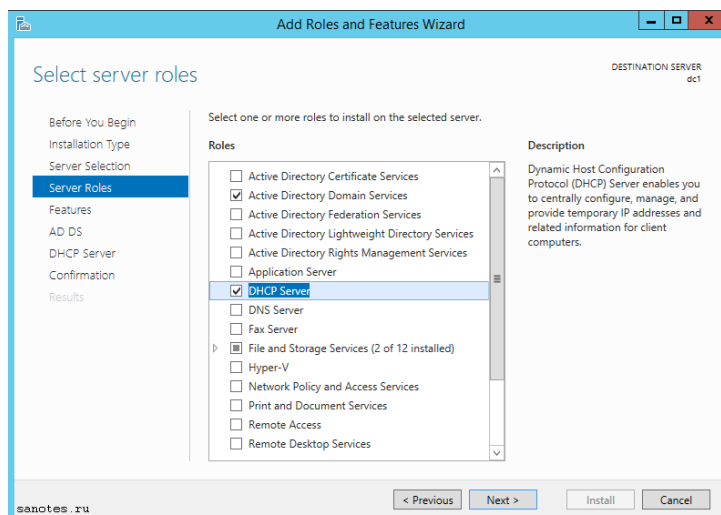 Add Roles and Features Wizard
Select server roles
DESTINATION SERVER
dc1
Before You Begin
Installation Type
Server Selection
Server Roles
Features
AD DS
DHCP Server
Confirmation
Results
Select one or more roles to install on the selected server.
Roles
Active Directory Certificate Services
Active Directory Domain Services
Active Directory Federation Services
Active Directory Lightweight Directory Services
Active Directory Rights Management Services
Application Server
DHCP Server
DNS Server
Fax Server
File and Storage Services (2 of 12 installed)
Hyper-V
Network Policy and Access Services
Print and Document Services
Remote Access
Remote Desktop Services
Description
Dynamic Host Configuration
Protocol (DHCP) Server enables you
to centrally configure, manage, and
provide temporary IP addresses and
related information for client
computers.
< Previous
Next >
Install
Cancel
sanotes.ru